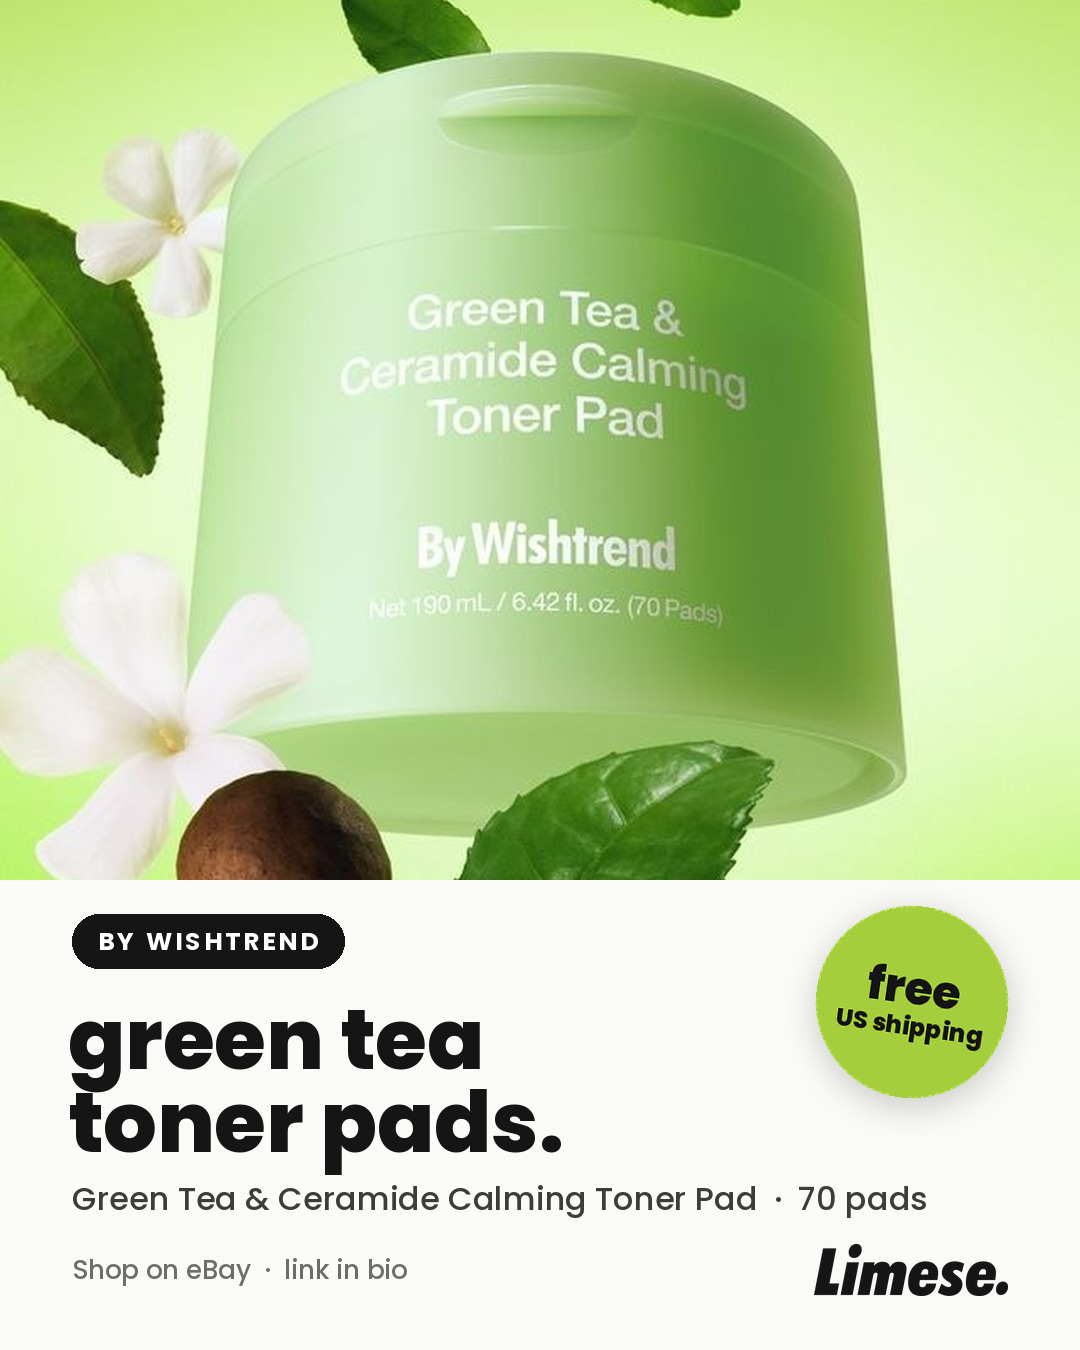 Green Tea &
Ceramide Calming
Toner Pad
By Wishtrend
Net 190 mL / 6.42 fl. oz. (70 Pads)
BY WISHTREND
free
US shipping
green tea
toner pads.
Green Tea & Ceramide Calming Toner Pad · 70 pads
Shop on eBay · link in bio
Limese.